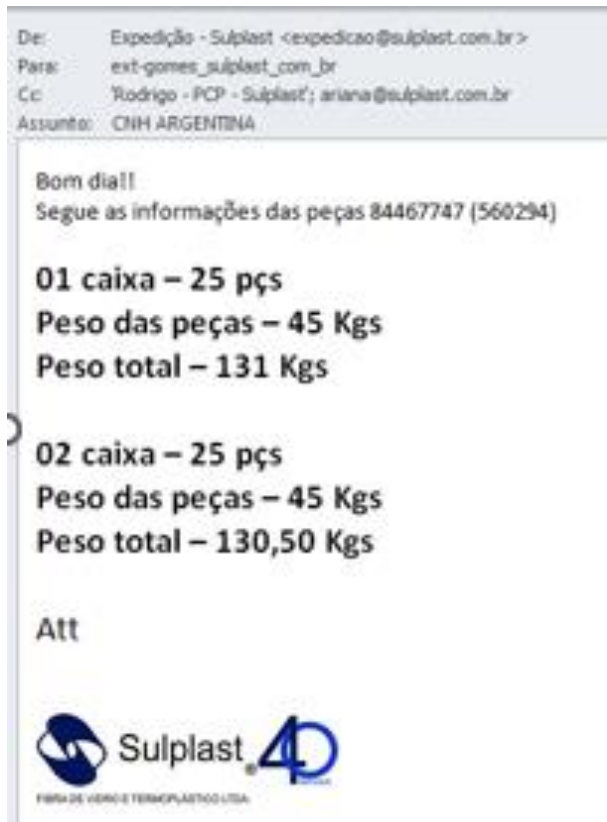 De: Expedição - Sulplast <expedicao@sulplast.com.br>
Para: ext-gomes_sulplast_com_br
Cc: 'Rodrigo - PCP - Sulplast'; ariana@sulplast.com.br
Assunto: CNH ARGENTINA
Bom dia!!
Segue as informações das peças 84467747 (560294)
01 caixa – 25 pçs
Peso das peças – 45 Kgs
Peso total – 131 Kgs
02 caixa – 25 pçs
Peso das peças – 45 Kgs
Peso total – 130,50 Kgs
Att
Sulplast® 40
FIBRA DE VIDRO E TERMOPLÁSTICO LTDA.